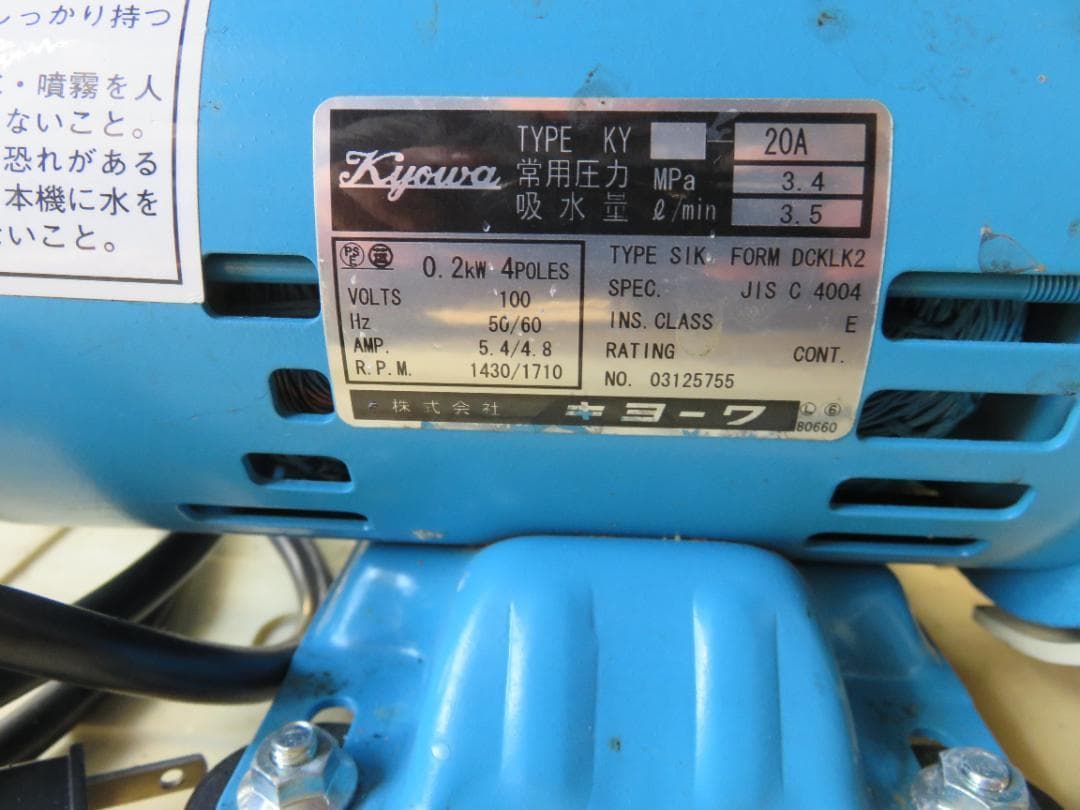 しっかり持つ
・噴霧を人
ないこと。
恐れがある
本機に水を
いこと。
Kyowa
TYPE KY - 20A
常用圧力 MPa 3.4
吸水量 ℓ/min 3.5
PS E
0.2kW 4POLES
VOLTS 100
Hz 50/60
AMP. 5.4/4.8
R.P.M. 1430/1710
TYPE SIK. FORM DCKLK2
SPEC. JIS C 4004
INS. CLASS E
RATING CONT.
NO. 03125755
株式会社 キヨーワ
L 6
80660